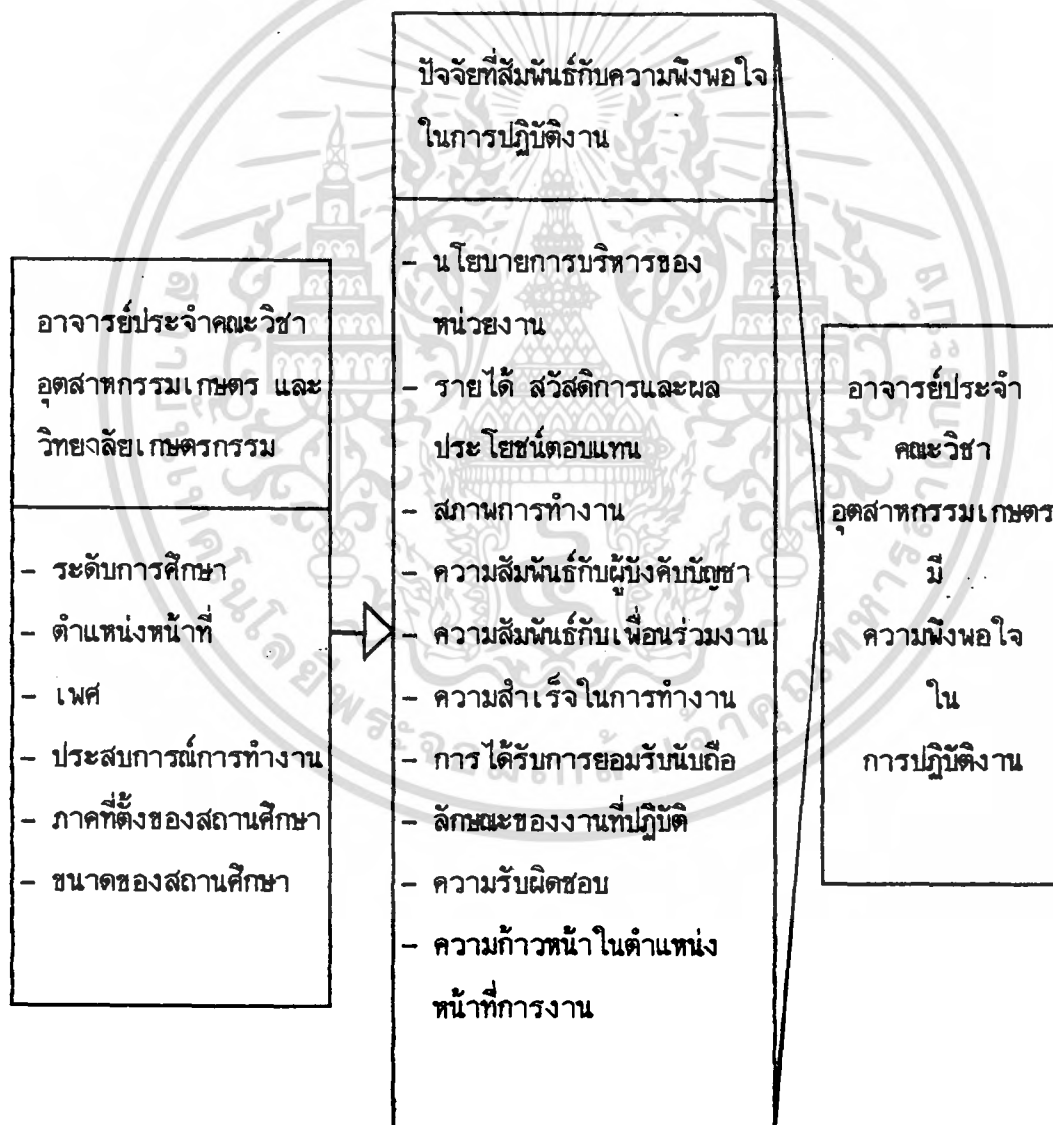 อาจารย์ประจำคณะวิชา
อุตสาหกรรมเกษตร และ
วิทยาลัยเกษตรกรรม
- ระดับการศึกษา
- ตำแหน่งหน้าที่
- เพศ
- ประสบการณ์การทำงาน
- ภาคที่ตั้งของสถานศึกษา
- ขนาดของสถานศึกษา
ปัจจัยที่สัมพันธ์กับความพึงพอใจ
ในการปฏิบัติงาน
- นโยบายการบริหารของ
หน่วยงาน
- รายได้ สวัสดิการและผล
ประโยชน์ตอบแทน
- สภาพการทำงาน
- ความสัมพันธ์กับผู้บังคับบัญชา
- ความสัมพันธ์กับเพื่อนร่วมงาน
- ความสำเร็จในการทำงาน
- การได้รับการยอมรับนับถือ
- ลักษณะของงานที่ปฏิบัติ
- ความรับผิดชอบ
- ความก้าวหน้าในตำแหน่ง
หน้าที่การงาน
อาจารย์ประจำ
คณะวิชา
อุตสาหกรรมเกษตร
มี
ความพึงพอใจ
ใน
การปฏิบัติงาน